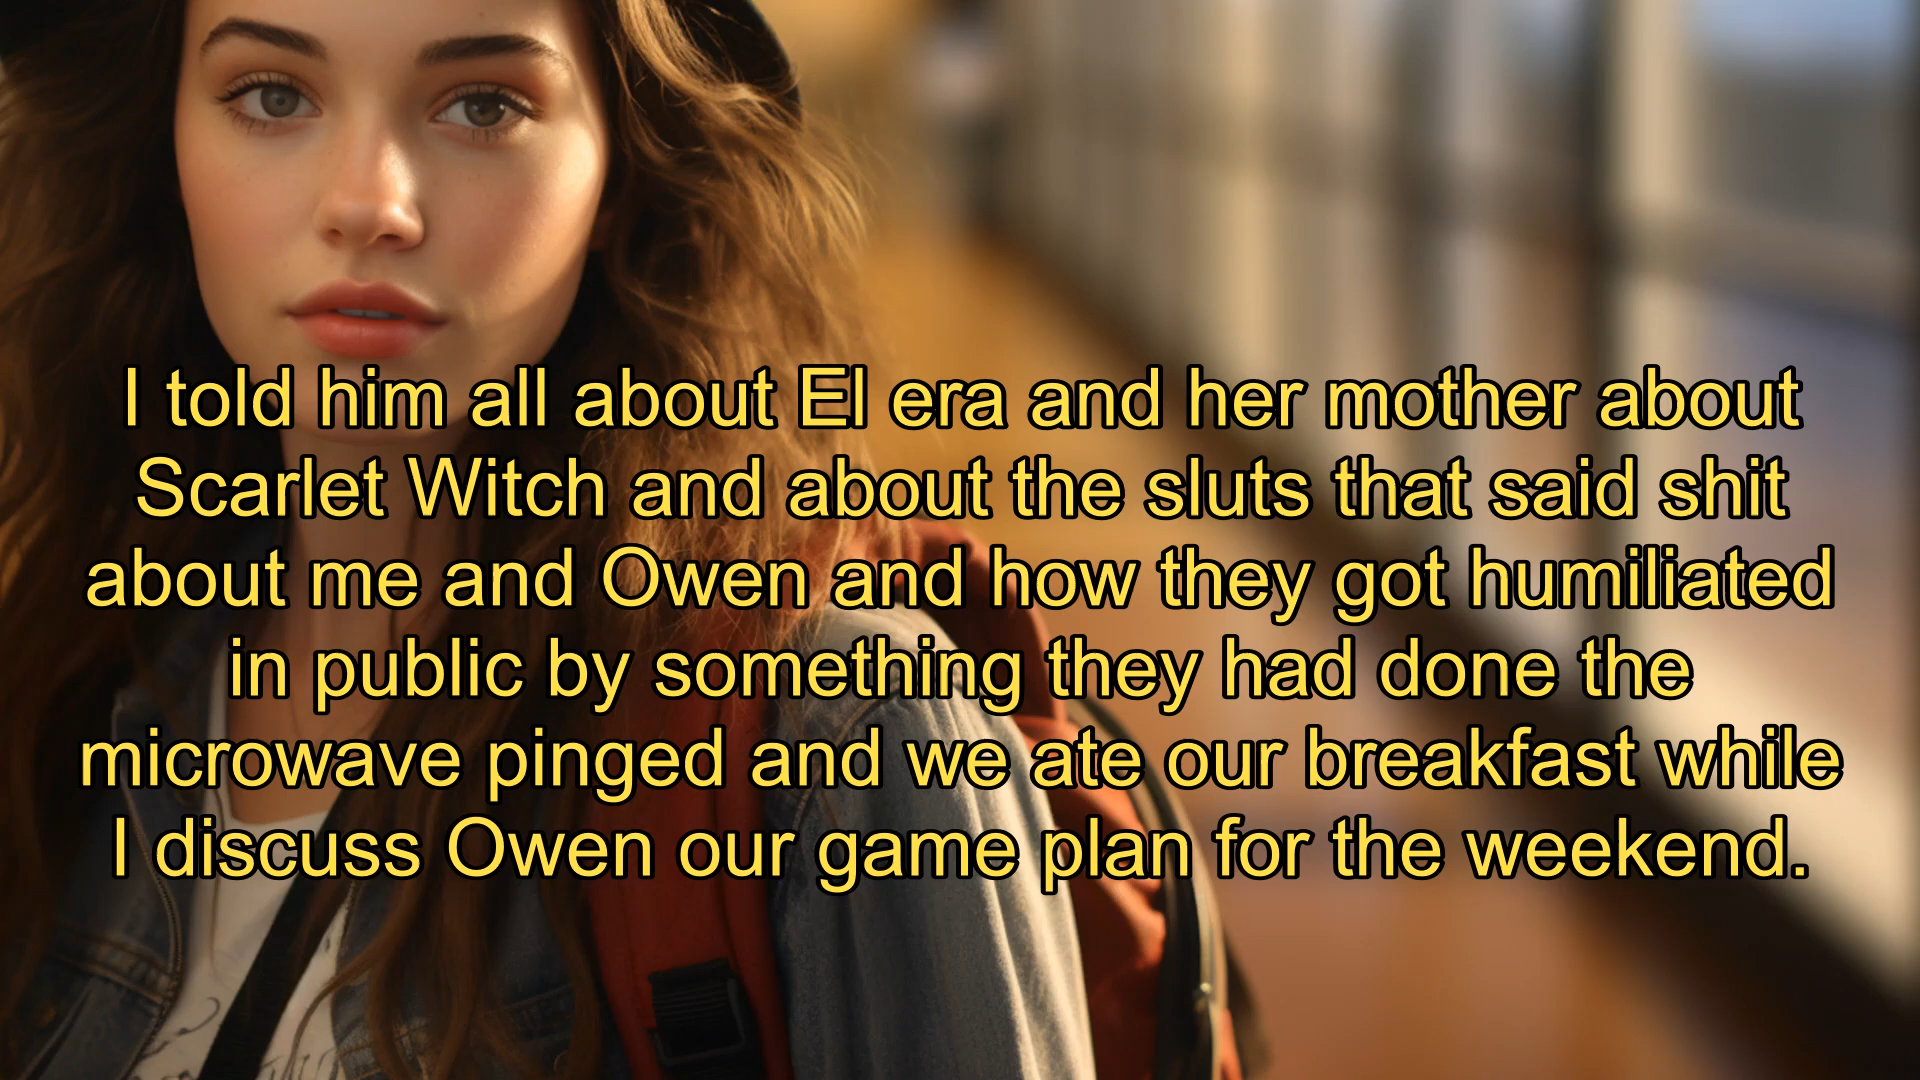 I told him all about El era and her mother about
Scarlet Witch and about the sluts that said shit
about me and Owen and how they got humiliated
in public by something they had done the
microwave pinged and we ate our breakfast while
I discuss Owen our game plan for the weekend.